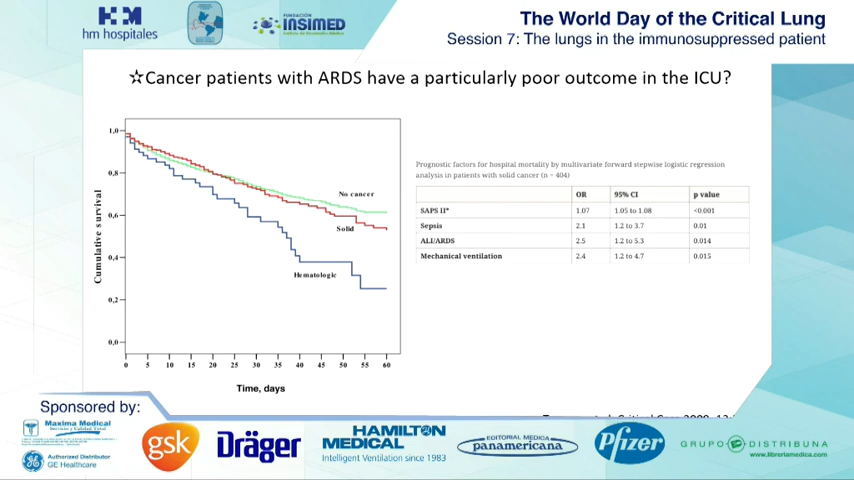 hm hospitales
FUNDACIÓN
INSIMED
The World Day of the Critical Lung
Session 7: The lungs in the immunosuppressed patient
☆Cancer patients with ARDS have a particularly poor outcome in the ICU?
Cumulative survival
1,0
0,8
0,6
0,4
0,2
0,0
No cancer
Solid
Hematologic
0 5 10 15 20 25 30 35 40 45 50 55 60
Time, days
Prognostic factors for hospital mortality by multivariate forward stepwise logistic regression
analysis in patients with solid cancer (n = 404)
OR 95% CI p value
SAPS II* 1.07 1.05 to 1.08 <0.001
Sepsis 2.1 1.2 to 3.7 0.01
ALI/ARDS 2.5 1.2 to 5.3 0.014
Mechanical ventilation 2.4 1.2 to 4.7 0.015
Sponsored by:
Maxima Medical
Authorized Distributor
GE Healthcare
gsk
Dräger
HAMILTON
MEDICAL
Intelligent Ventilation since 1983
EDITORIAL MEDICA
panamericana
Pfizer
GRUPO DISTRIBUNA
www.libreriamedica.com